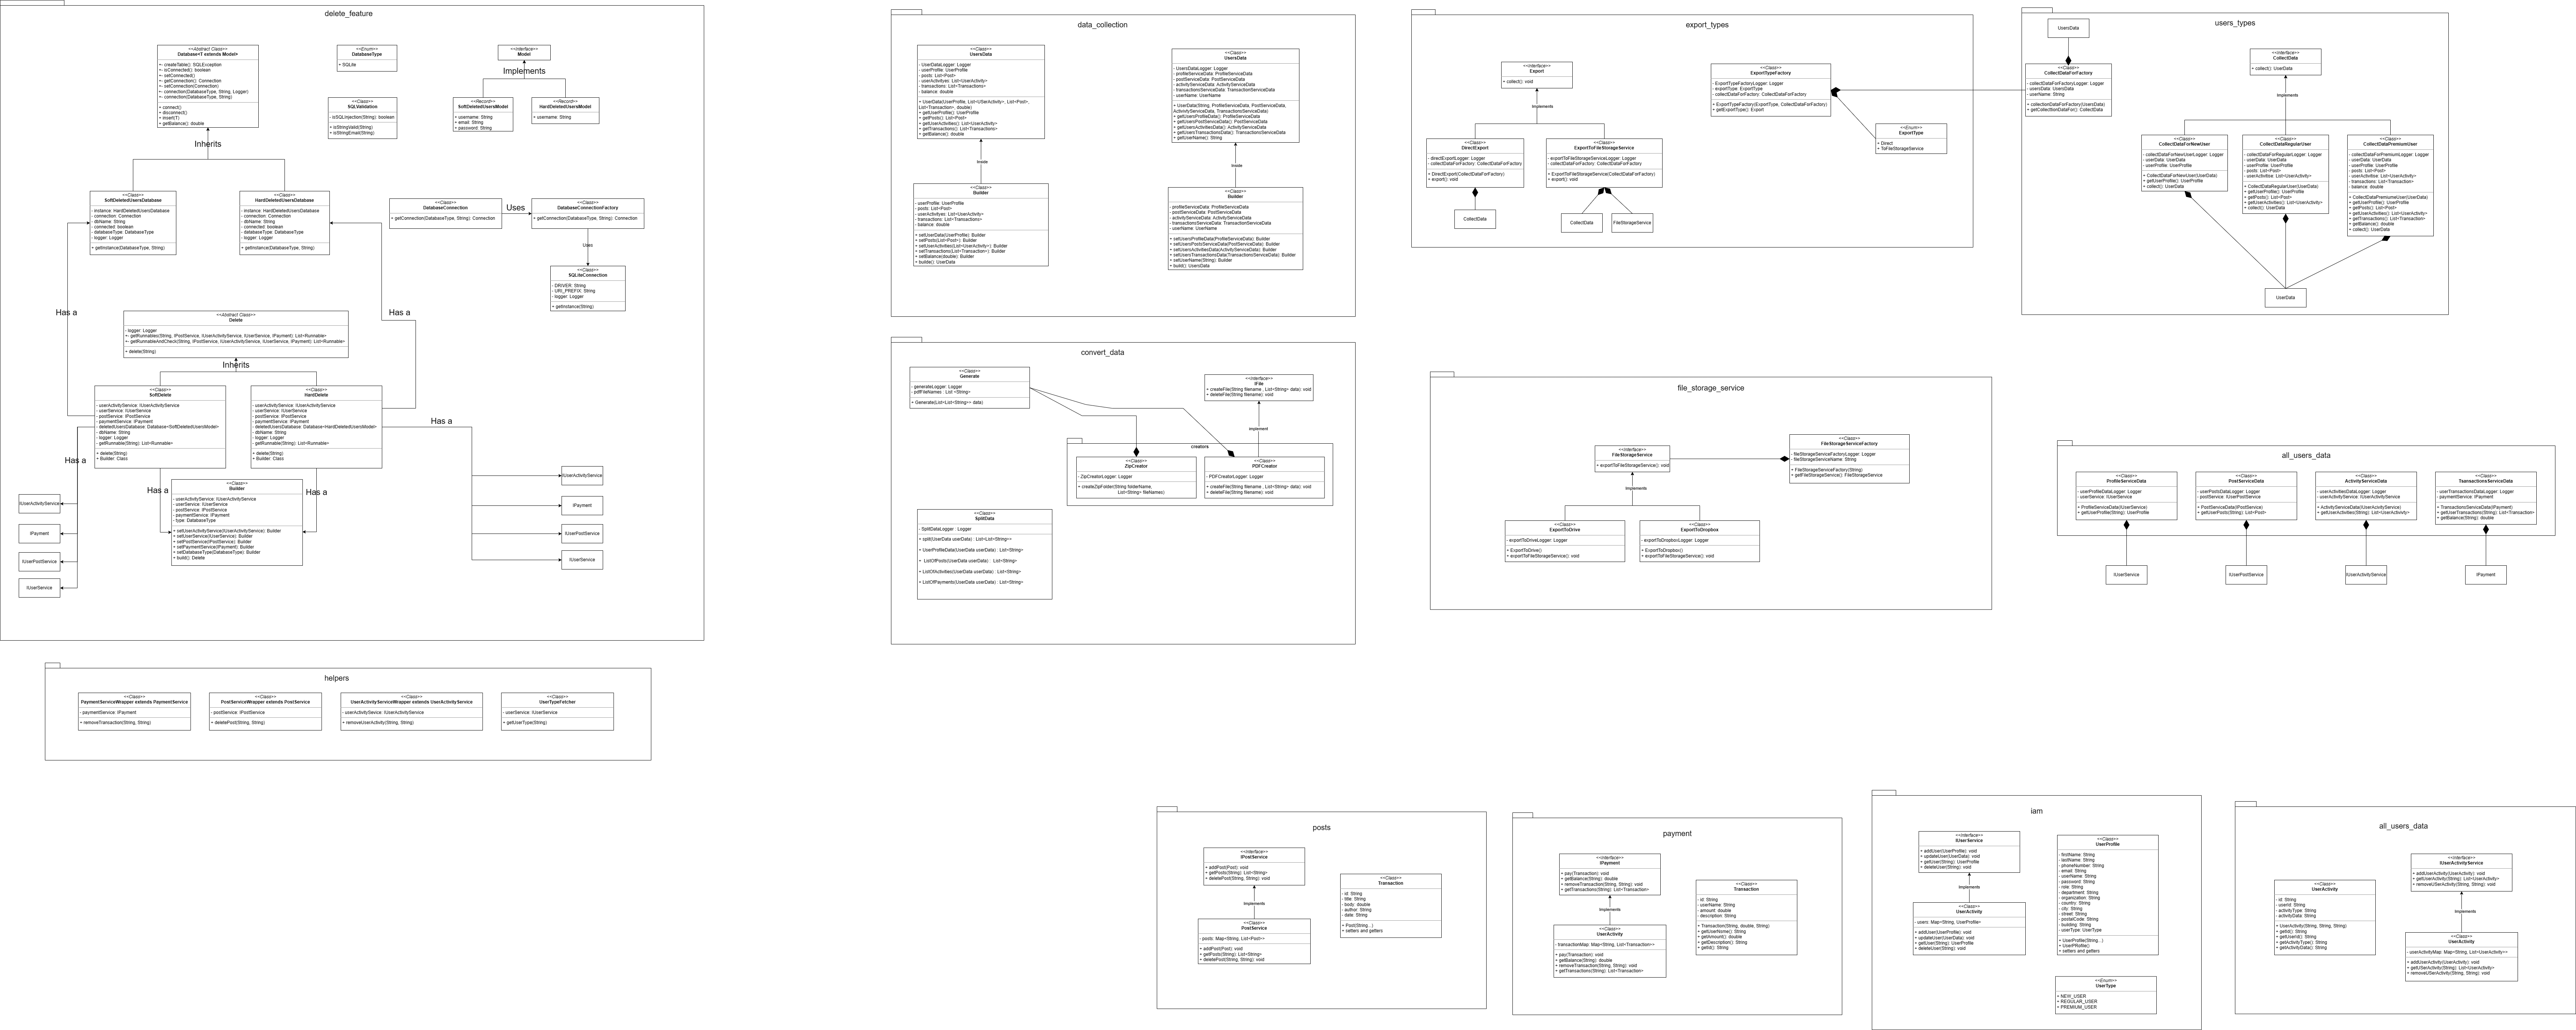 delete_feature
<<Abstract Class>>
Database<T extends Model>
+- createTable(): SQLException
+- isConnected(): boolean
+- setConnected()
+- getConnection(): Connection
+- setConnection(Connection)
+- connection(DatabaseType, String, Logger)
+- connection(DatabaseType, String)
+ connect()
+ disconnect()
+ insert(T)
+ getBalance(): double
<<Enum>>
DatabaseType
+ SQLite
<<Interface>>
Model
Implements
<<Class>>
SQLValidation
- isSQLInjection(String): boolean
+ isStringValid(String)
+ isStringEmail(String)
<<Record>>
SoftDeletedUsersModel
+ username: String
+ email: String
+ password: String
<<Record>>
HardDeletedUsersModel
+ username: String
Inherits
<<Class>>
SoftDeletedUsersDatabase
- instance: HardDeletedUsersDatabase
- connection: Connection
- dbName: String
- connected: boolean
- databaseType: DatabaseType
- logger: Logger
+ getInstance(DatabaseType, String)
<<Class>>
HardDeletedUsersDatabase
- instance: HardDeletedUsersDatabase
- connection: Connection
- dbName: String
- connected: boolean
- databaseType: DatabaseType
- logger: Logger
+ getInstance(DatabaseType, String)
<<Class>>
DatabaseConnection
+ getConnection(DatabaseType, String): Connection
Uses
<<Class>>
DatabaseConnectionFactory
+ getConnection(DatabaseType, String): Connection
Uses
<<Class>>
SQLiteConnection
- DRIVER: String
- URI_PREFIX: String
- logger: Logger
+ getInstance(String)
Has a
Has a
<<Abstract Class>>
Delete
- logger: Logger
+- getRunnables(String, IPostService, IUserActivityService, IUserService, IPayment): List<Runnable>
+- getRunnableAndCheck(String, IPostService, IUserActivityService, IUserService, IPayment): List<Runnable>
+ delete(String)
Inherits
<<Class>>
SoftDelete
- userActivityService: IUserActivityService
- userService: IUserService
- postService: IPostService
- paymentService: IPayment
- deletedUsersDatabase: Database<SoftDeletedUsersModel>
- dbName: String
- logger: Logger
- getRunnable(String): List<Runnable>
+ delete(String)
+ Builder: Class
<<Class>>
HardDelete
- userActivityService: IUserActivityService
- userService: IUserService
- postService: IPostService
- paymentService: IPayment
- deletedUsersDatabase: Database<HardDeletedUsersModel>
- dbName: String
- logger: Logger
- getRunnable(String): List<Runnable>
+ delete(String)
+ Builder: Class
Has a
Has a
Has a
Has a
<<Class>>
Builder
- userActivityService: IUserActivityService
- userService: IUserService
- postService: IPostService
- paymentService: IPayment
- type: DatabaseType
+ setUserActivityService(IUserActivityService): Builder
+ setUserService(IUserService): Builder
+ setPostService(PostService): Builder
+ setPaymentService(IPayment): Builder
+ setDatabaseType(DatabaseType): Builder
+ build(): Delete
IUserActivityService
IPayment
IUserPostService
IUserService
IUserActivityService
IPayment
IUserPostService
IUserService
helpers
<<Class>>
PaymentServiceWrapper extends PaymentService
- paymentService: IPayment
+ removeTransaction(String, String)
<<Class>>
PostServiceWrapper extends PostService
- postService: IPostService
+ deletePost(String, String)
<<Class>>
UserActivityServiceWrapper extends UserActivityService
- userActivityService: IUserActivityService
+ removeUserActivity(String, String)
<<Class>>
UserTypeFetcher
- userService: IUserService
+ getUserType(String)
data_collection
<<Class>>
UsersData
- UserDataLogger: Logger
- userProfile: UserProfile
- posts: List<Post>
- userActivityes: List<UserActivity>
- transactions: List<Transactions>
- balance: double
+ UserData(UserProfile, List<USerActivity>, List<Post>,
List<Transaction>, double)
+ getUserProfile(): UserProfile
+ getPosts(): List<Post>
+ getUserActivities(): List<UserActivity>
+ getTransactions(): List<Transactions>
+ getBalance(): double
Inside
<<Class>>
Builder
- userProfile: UserProfile
- posts: List<Post>
- userActivityes: List<UserActivity>
- transactions: List<Transactions>
- balance: double
+ setUserData(UserProfile): Builder
+ setPosts(List<Post>): Builder
+ setUserActivities(List<UserActivity>): Builder
+ setTransactions(List<Transaction>): Builder
+ setBalance(double): Builder
+ builde(): UserData
<<Class>>
UsersData
- UsersDataLogger: Logger
- profileServiceData: ProfileServiceData
- postServiceData: PostServiceData
- activityServiceData: ActivityServiceData
- transactionsServiceData: TransactionServiceData
- userName: UserName
+ UserData(String, ProfileServiceData, PostServiceData,
ActivityServiceData, TransactionsServiceData)
+ getUsersProfileData(): ProfileServiceData
+ getUsersPostServiceData(): PostServiceData
+ getUsersActivitiesData(): ActivityServiceData
+ getUsersTransactionsData(): TransactionServiceData
+ getUserName(): String
Inside
<<Class>>
Builder
- profileServiceData: ProfileServiceData
- postServiceData: PostServiceData
- activityServiceData: ActivityServiceData
- transactionsServiceData: TransactionServiceData
- userName: UserName
+ setUsersProfileData(ProfileServiceData): Builder
+ setUsersPostsServiceData(PostServiceData): Builder
+ setUsersActivitiesData(ActivityServiceData): Builder
+ setUsersTransactionsData(TransactionsServiceData): Builder
+ setUserName(String): Builder
+ build(): UsersData
convert_data
<<Class>>
Generate
- generateLogger: Logger
- pdfFileNames: List <String>
+ Generate(List<List<String>> data)
<<Interface>>
IFile
+ createFile(String filename , List<String> data): void
+ deleteFile(String filename): void
implement
creators
<<Class>>
ZipCreator
- ZipCreatorLogger: Logger
+ createZipFolder(String folderName,
List<String> fileNames)
<<Class>>
PDFCreator
- PDFCreatorLogger: Logger
+ createFile(String filename , List<String> data): void
+ deleteFile(String filename): void
<<Class>>
SplitData
- SplitDataLogger : Logger
+ split(UserData userData) : List<List<String>>
+ UserProfileData(UserData userData) : List<String>
+ ListOfPosts(UserData userData) : List<String>
+ ListOfActivities(UserData userData) : List<String>
+ ListOfPayments(UserData userData) : List<String>
export_types
<<Interface>>
Export
+ collect(): void
Implements
<<Class>>
DirectExport
- directExportLogger: Logger
- collectDataForFactory: CollectDataForFactory
+ DirectExport(CollectDataForFactory)
+ export(): void
CollectData
<<Class>>
ExportToFileStorageService
- exportToFileStorageServiceLogger: Logger
- collectDataForFactory: CollectDataForFactory
+ ExportToFileStorageService(CollectDataForFactory)
+ export(): void
CollectData
FileStorageService
<<Class>>
ExportTypeFactory
- ExportTypeFactoryLogger: Logger
- exportType: ExportType
- collectDataForFactory: CollectDataForFactory
+ ExportTypeFactory(ExportType, CollectDataForFactory)
+ getExportType(): Export
<<Enum>>
ExportType
+ Direct
+ ToFileStorageService
users_types
UsersData
<<Class>>
CollectDataForFactory
- collectDataForFactoryLogger: Logger
- usersData: UsersData
- userName: String
+ collectionDataForFactory(UsersData)
+ getCollectionDataFor(): CollectData
<<Interface>>
CollectData
+ collect(): UserData
Implements
<<Class>>
CollectDataForNewUser
- collectDataForNewUserLogger: Logger
- userData: UserData
- userProfile: UserProfile
+ CollectDataForNewUser(UserData)
+ getUserProfile(): UserProfile
+ collect(): UserData
<<Class>>
CollectDataRegularUser
- collectDataForRegularLogger: Logger
- userData: UserData
- userProfile: UserProfile
- posts: List<Post>
- userActivitise: List<UserActivity>
+ CollectDataRegularUser(UserData)
+ getUserProfile(): UserProfile
+ getPosts(): List<Post>
+ getUserActivities(): List<UserActivity>
+ collect(): UserData
<<Class>>
CollectDataPremiumUser
- collectDataForPremiumLogger: Logger
- userData: UserData
- userProfile: UserProfile
- posts: List<Post>
- userActivitise: List<UserActivity>
- transactions: List<Transaction>
- balance: double
+ CollectDataPremiumeUser(UserData)
+ getUserProfile(): UserProfile
+ getPosts(): List<Post>
+ getUserActivities(): List<UserActivity>
+ getTransactions(): List<Transaction>
+ getBalance(): double
+ collect(): UserData
UserData
file_storage_service
<<Interface>>
FileStorageService
+ exportToFileStorageService(): void
Implements
<<Class>>
FileStorageServiceFactory
- fileStorageServiceFactoryLogger: Logger
- fileStorageServiceName: String
+ FileStorageServiceFactory(String)
+ getFileStorageService(): FileStorageService
<<Class>>
ExportToDrive
- exportToDriveLogger: Logger
+ ExportToDrive()
+ exportToFileStorageService(): void
<<Class>>
ExportToDropbox
- exportToDropboxLogger: Logger
+ ExportToDropbox()
+ exportToFileStorageService(): void
all_users_data
<<Class>>
ProfileServiceData
- userProfileDataLogger: Logger
- userService: IUserService
+ ProfileServiceData(UserService)
+ getUserProfile(String): UserProfile
IUserService
<<Class>>
PostServiceData
- userPostsDataLogger: Logger
- postService: IUserPostService
+ PostServiceData(IPostService)
+ getUserPosts(String): List<Post>
IUserPostService
<<Class>>
ActivityServiceData
- userActivitiesDataLogger: Logger
- userActivityService: IUserActivityService
+ ActivityServiceData(IUserActivityService)
+ getUserActivities(String): List<UserActivivty>
IUserActivityService
<<Class>>
TsanactionsServiceData
- userTransactionsDataLogger: Logger
- paymentService: IPayment
+ TransactionsServiceData(IPayment)
+ getUserTransactions(String): List<Transaction>
+ getBalance(String): double
IPayment
posts
<<Interface>>
IPostService
+ addPost(Post): void
+ getPosts(String): List<String>
+ deletePost(String, String): void
Implements
<<Class>>
PostService
- posts: Map<String, List<Post>>
+ addPost(Post): void
+ getPosts(String): List<String>
+ deletePost(String, String): void
<<Class>>
Transaction
- id: String
- title: String
- body: double
- author: String
- date: String
+ Post(String...)
+ setters and getters
payment
<<Interface>>
IPayment
+ pay(Transaction): void
+ getBalance(String): double
+ removeTransaction(String, String): void
+ getTransactions(String): List<Transaction>
Implements
<<Class>>
UserActivity
- transactionMap: Map<String, List<Transaction>>
+ pay(Transaction): void
+ getBalance(String): double
+ removeTransaction(String, String): void
+ getTransactions(String): List<Transaction>
<<Class>>
Transaction
- id: String
- userName: String
- amount: double
- description: String
+ Transaction(String, double, String)
+ getUserNome(): String
+ getAmount(): double
+ getDescription(): String
+ getId(): String
iam
<<Interface>>
IUserService
+ addUser(UserProfile): void
+ updateUser(UserData): void
+ getUser(String): UserProfile
+ deleteUser(String): void
Implements
<<Class>>
UserActivity
- users: Map<String, UserProfile>
+ addUser(UserProfile): void
+ updateUser(UserData): void
+ getUser(String): UserProfile
+ deleteUser(String): void
<<Class>>
UserProfile
- firstName: String
- lastName: String
- phoneNumber: String
- email: String
- userName: String
- password: String
- role: String
- department: String
- organization: String
- country: String
- city: String
- street: String
- postalCode: String
- building: String
- userType: UserType
+ UserProfile(String...)
+ UserPRofile()
+ setters and getters
<<Enum>>
UserType
+ NEW_USER
+ REGULAR_USER
+ PREMIUM_USER
all_users_data
<<Class>>
UserActivity
- id: String
- userId: String
- activityType: String
- activityData: String
+ UserActivity(String, String, String)
+ getId(): String
+ getUserId(): String
+ getActivityType(): String
+ getActivityData(): String
<<Interface>>
IUserActivityService
+ addUserActivity(UserActivity): void
+ getUserActivity(String): List<UserActivity>
+ removeUSerActivity(String, String): void
Implements
<<Class>>
UserActivity
- userActivityMap: Map<String, List<UserActivity>>
+ addUserActivity(UserActivity): void
+ getUSerActivity(String): List<UserActivity>
+ removeUSerActivity(String, String): void